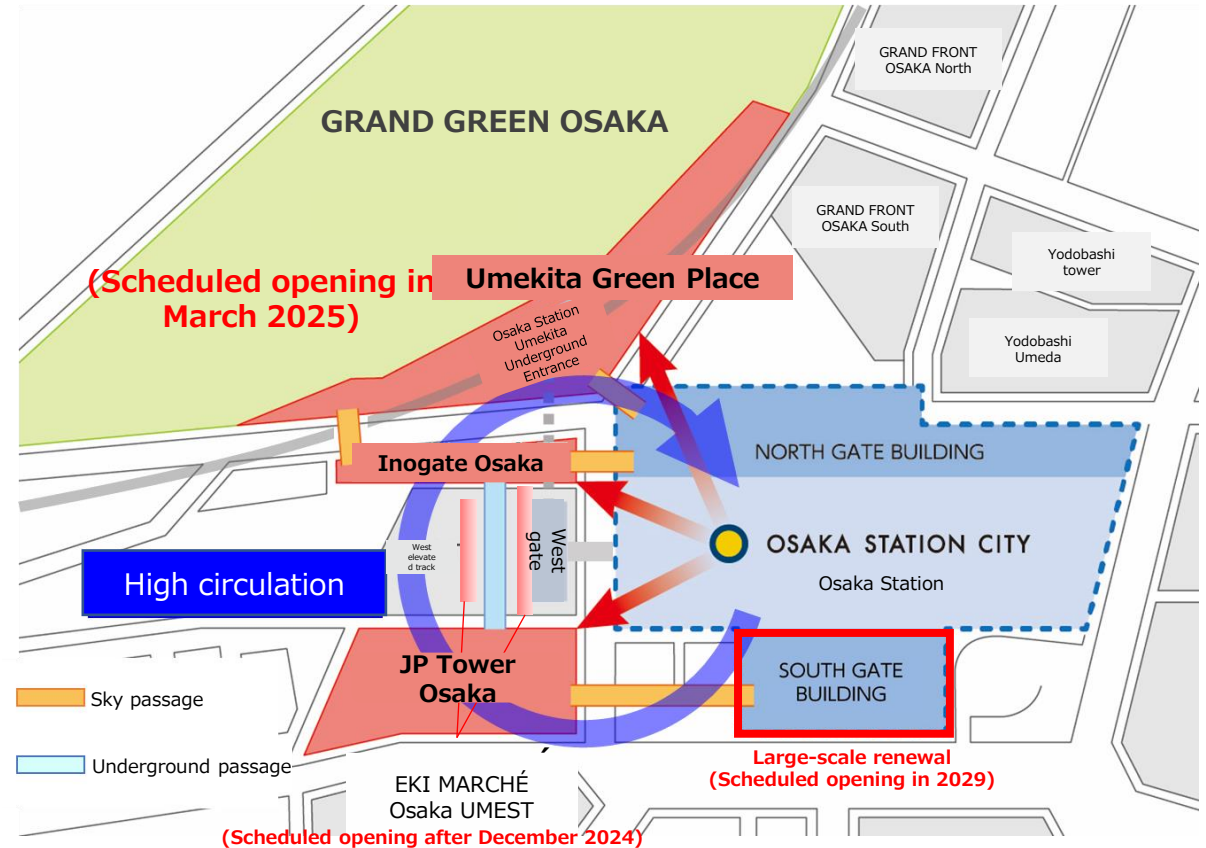 GRAND FRONT
OSAKA North
GRAND GREEN OSAKA
GRAND FRONT
OSAKA South
Yodobashi
tower
(Scheduled opening in
March 2025)
Umekita Green Place
Osaka Station
Umekita
Underground
Entrance
Yodobashi
Umeda
Inogate Osaka
NORTH GATE BUILDING
West
elevate
d track
West
gate
OSAKA STATION CITY
Osaka Station
High circulation
JP Tower
Osaka
SOUTH GATE
BUILDING
Sky passage
Underground passage
Large-scale renewal
(Scheduled opening in 2029)
EKI MARCHÉ
Osaka UMEST
(Scheduled opening after December 2024)